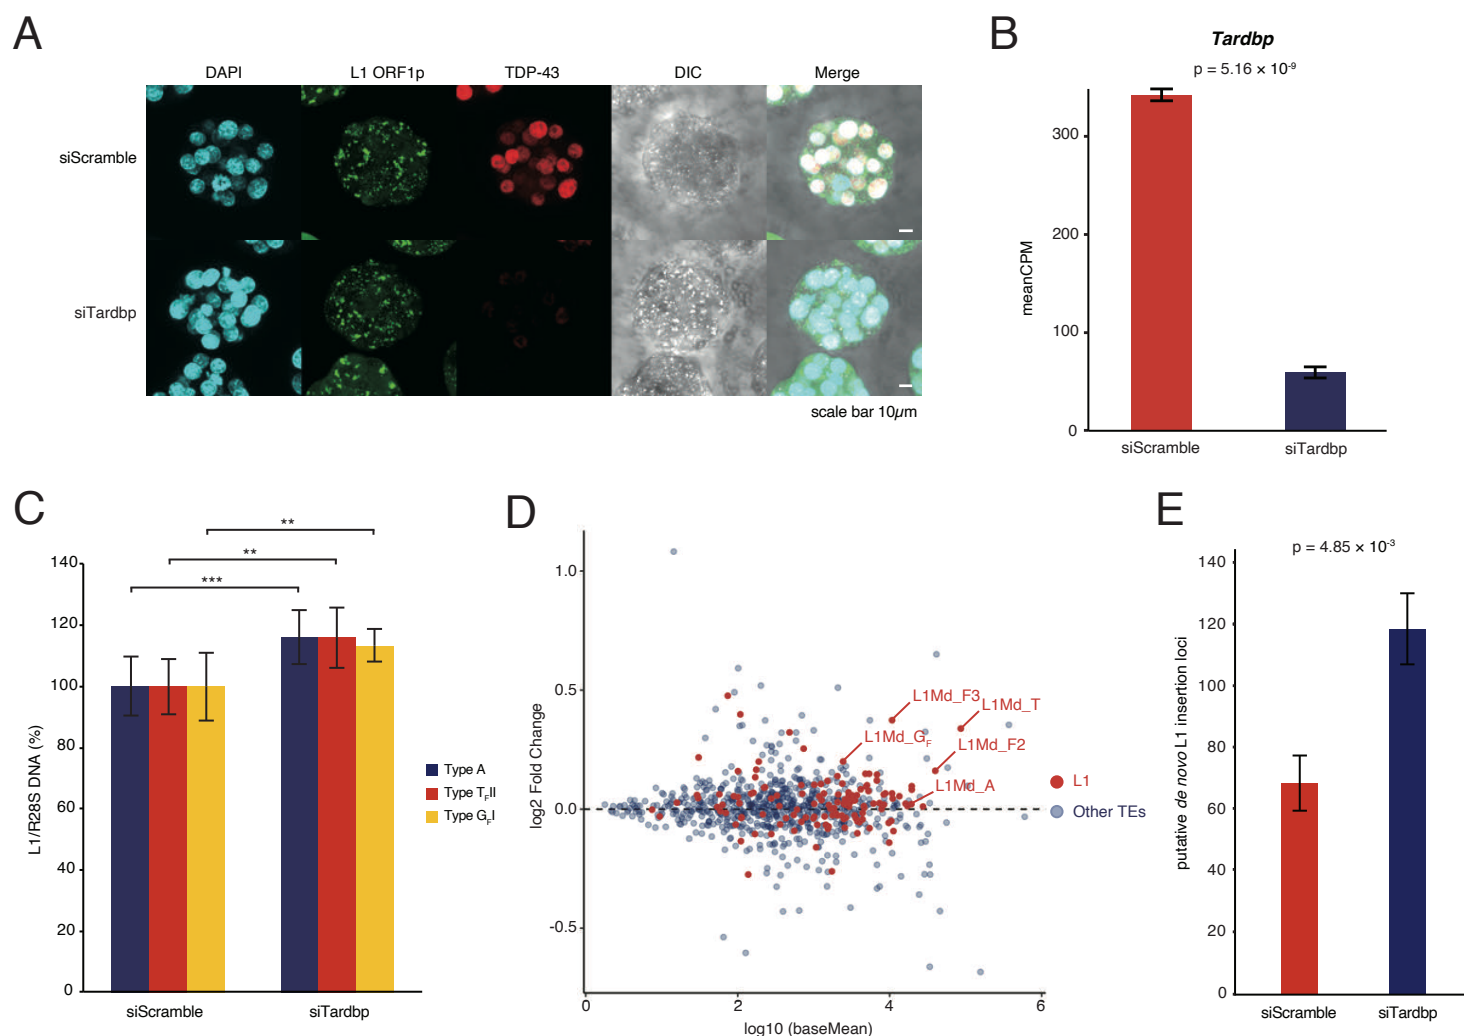 A
DAPI
L1 ORF1p
TDP-43
DIC
Merge
siScramble
siTardbp
scale bar 10µm
B
Tardbp
p = 5.16 × 10-9
meanCPM
300
200
100
0
siScramble
siTardbp
C
**
**
***
L1/R28S DNA (%)
140
120
100
80
60
40
20
0
siScramble
siTardbp
Type A
Type TFII
Type GFI
D
log2 Fold Change
1.0
0.5
0.0
-0.5
L1Md_F3
L1Md_T
L1Md_GF
L1Md_F2
L1Md_A
L1
Other TEs
0
2
4
6
log10 (baseMean)
E
p = 4.85 × 10-3
putative de novo L1 insertion loci
140
120
100
80
60
40
20
0
siScramble
siTardbp